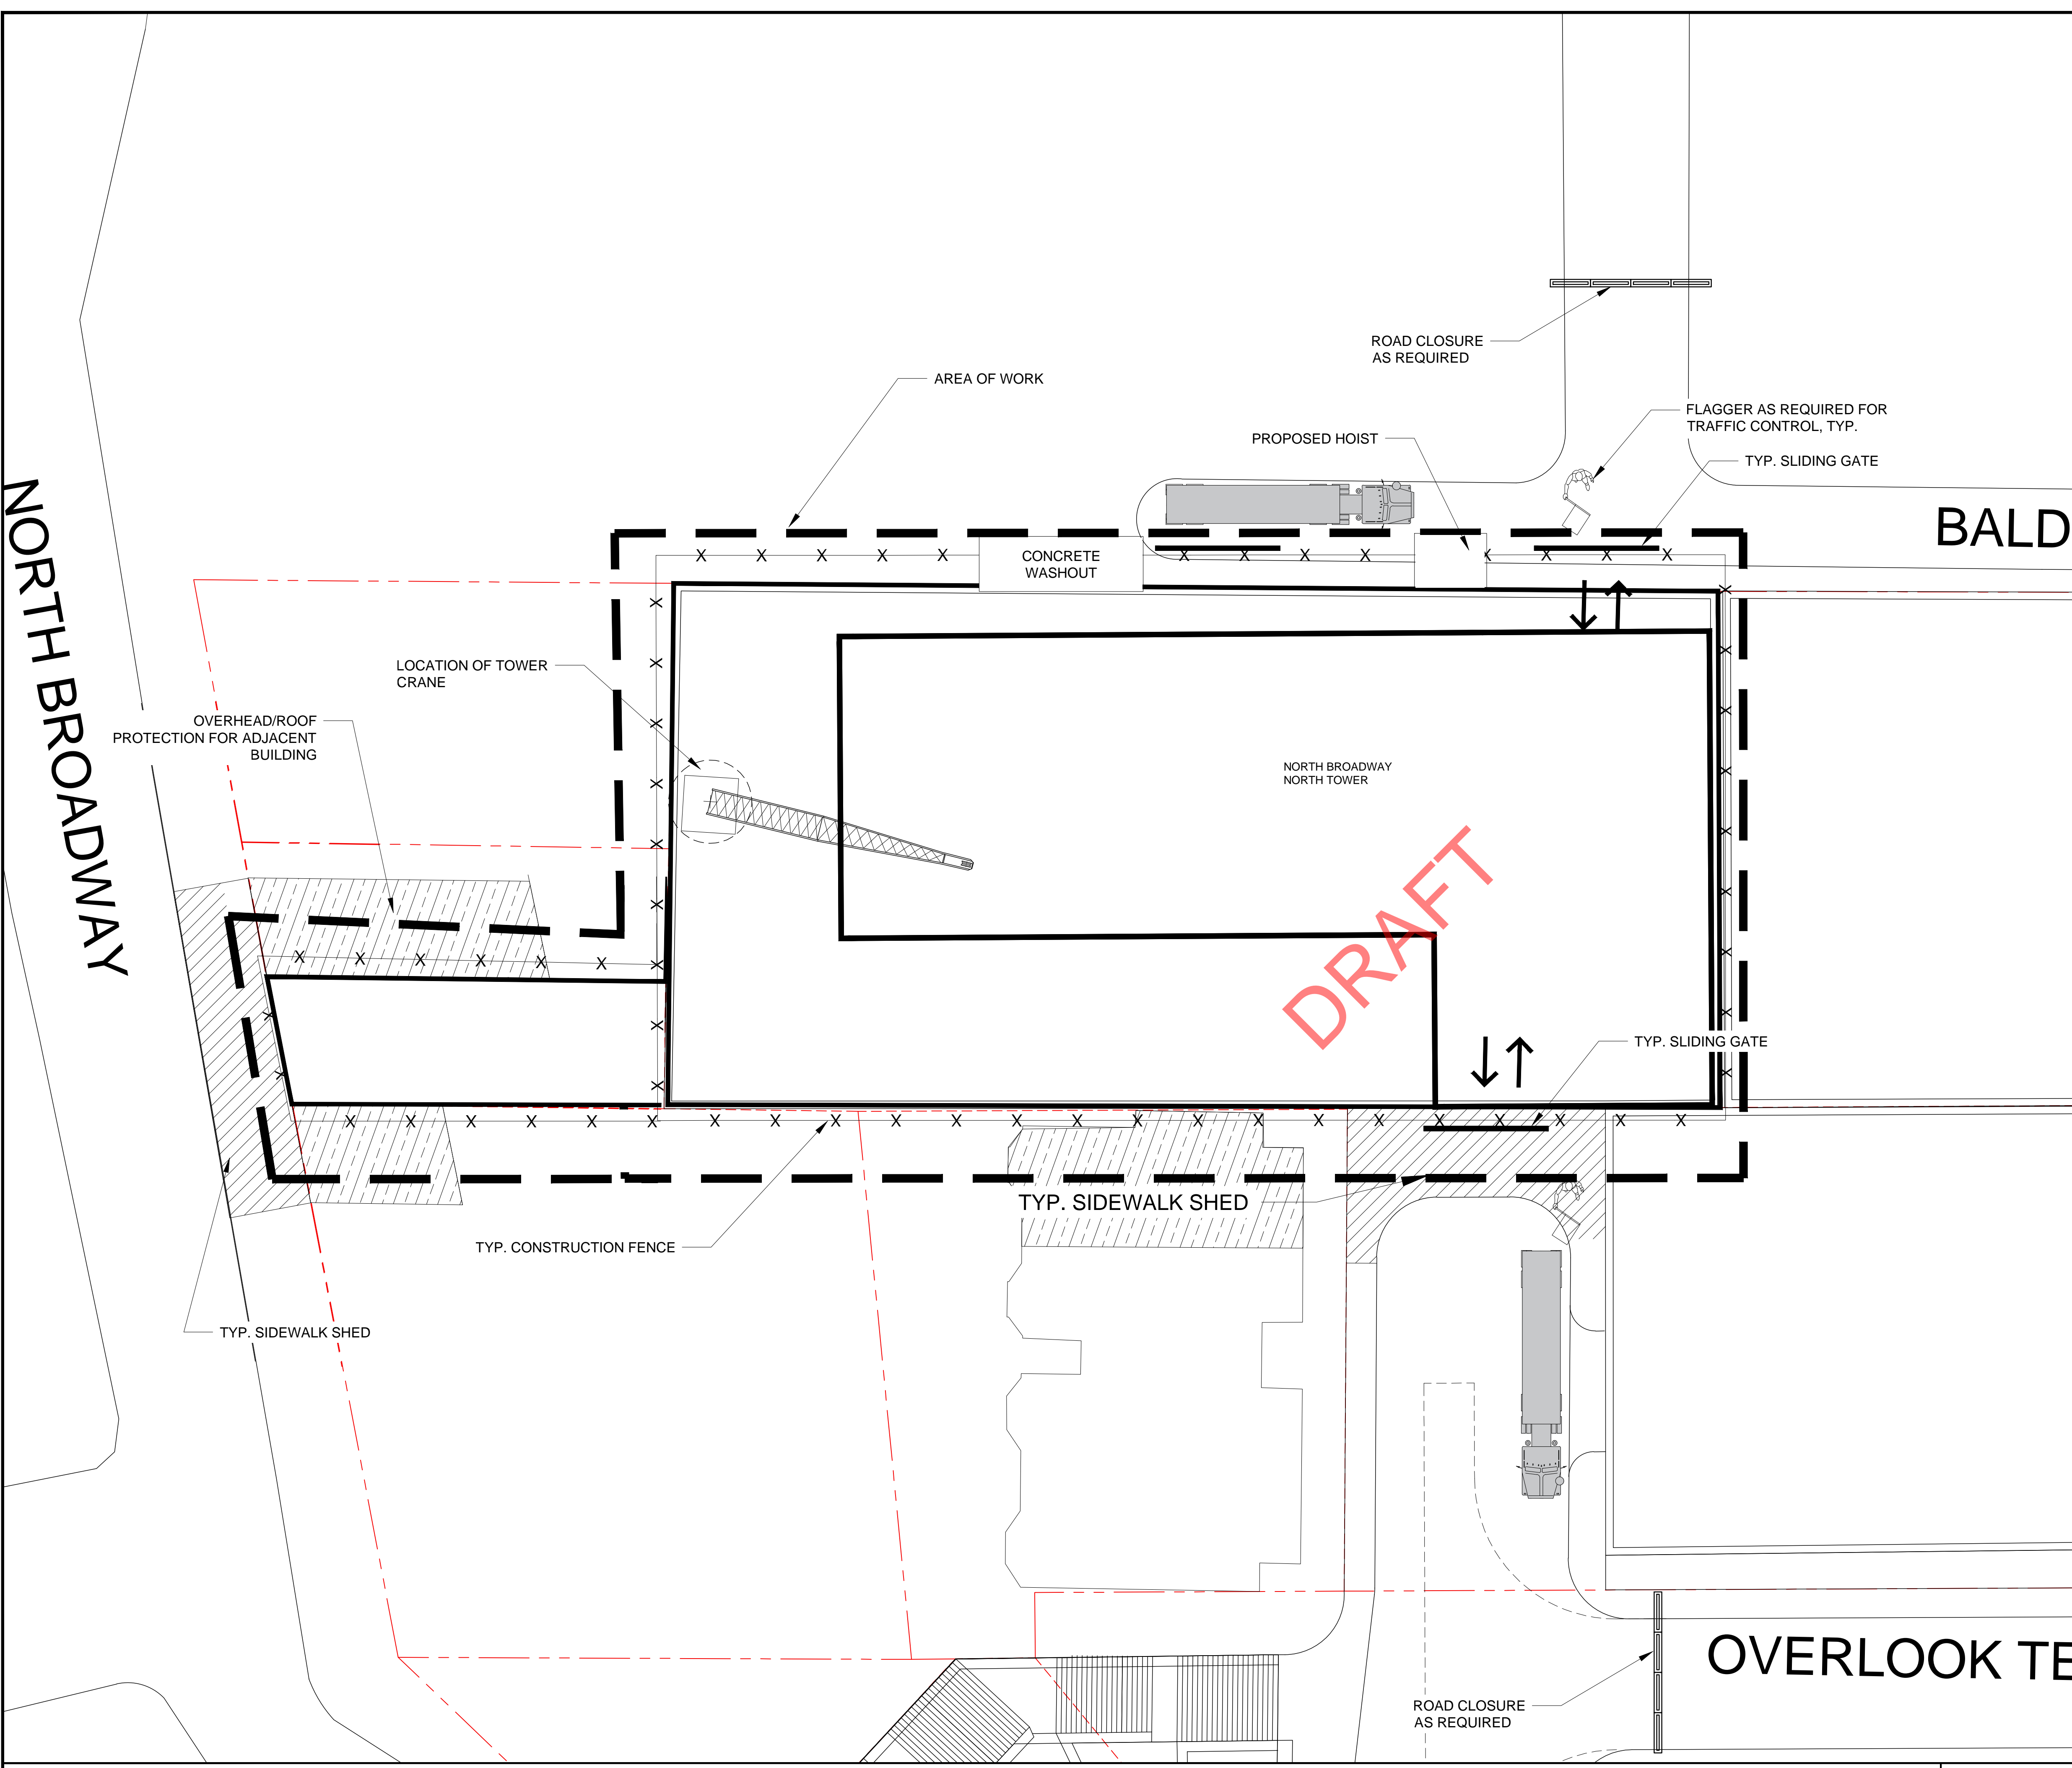 ROAD CLOSURE
AS REQUIRED
AREA OF WORK
FLAGGER AS REQUIRED FOR
TRAFFIC CONTROL, TYP.
PROPOSED HOIST
TYP. SLIDING GATE
NORTH BROADWAY
BALD
CONCRETE
WASHOUT
LOCATION OF TOWER
CRANE
OVERHEAD/ROOF
PROTECTION FOR ADJACENT
BUILDING
NORTH BROADWAY
NORTH TOWER
DRAFT
TYP. SLIDING GATE
TYP. SIDEWALK SHED
TYP. CONSTRUCTION FENCE
TYP. SIDEWALK SHED
OVERLOOK TE
ROAD CLOSURE
AS REQUIRED